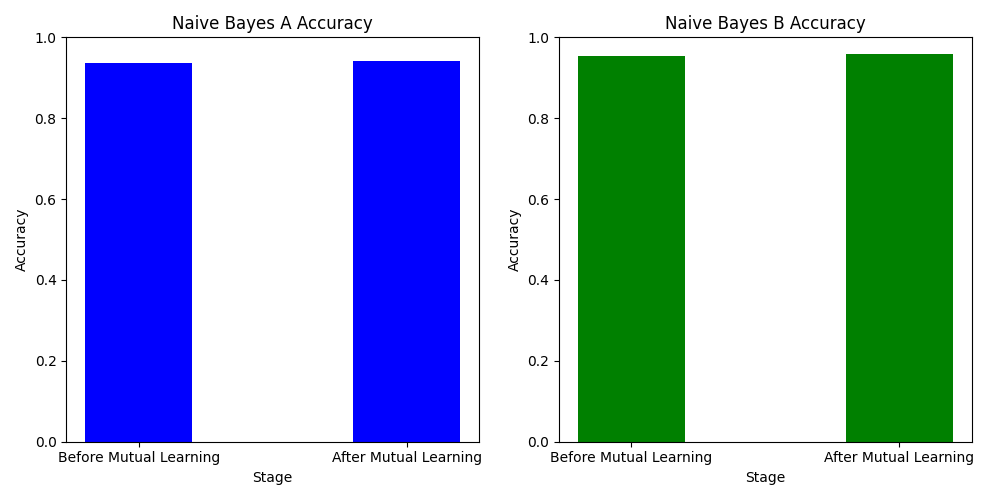 Naive Bayes A Accuracy
1.0
0.8
0.6
0.4
0.2
0.0
Accuracy
Before Mutual Learning
After Mutual Learning
Stage
Naive Bayes B Accuracy
1.0
0.8
0.6
0.4
0.2
0.0
Accuracy
Before Mutual Learning
After Mutual Learning
Stage